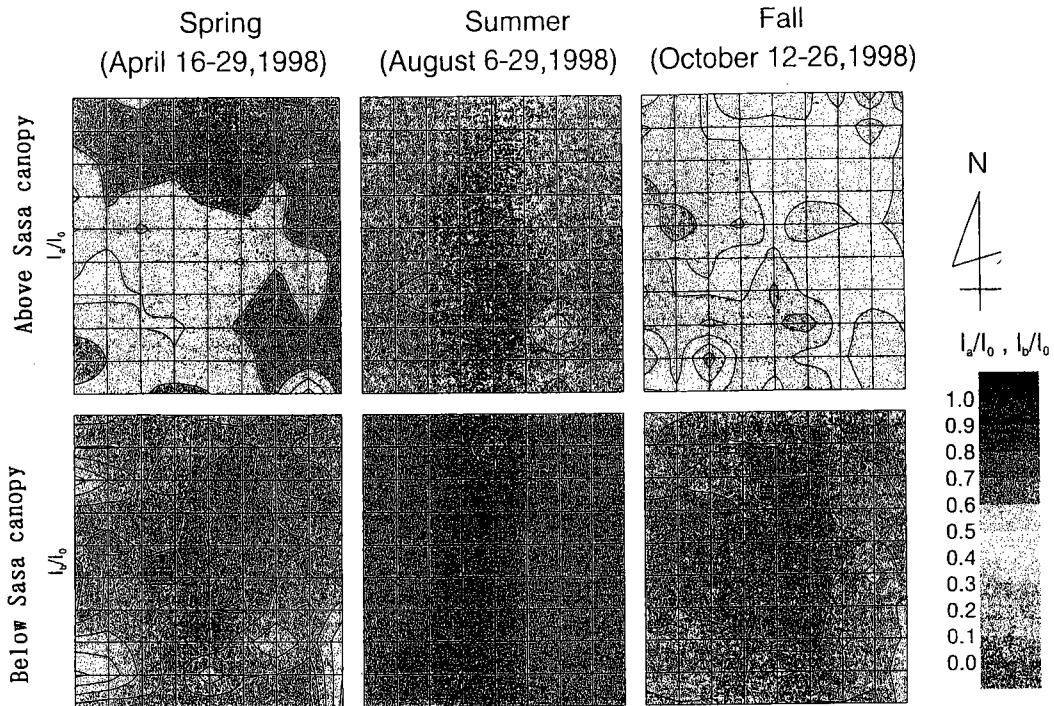 Spring
(April 16-29,1998)
Summer
(August 6-29,1998)
Fall
(October 12-26,1998)
Above Sasa canopy
Ia/I0
Below Sasa canopy
Ib/I0
N
Ia/I0 , Ib/I0
1.0
0.9
0.8
0.7
0.6
0.5
0.4
0.3
0.2
0.1
0.0